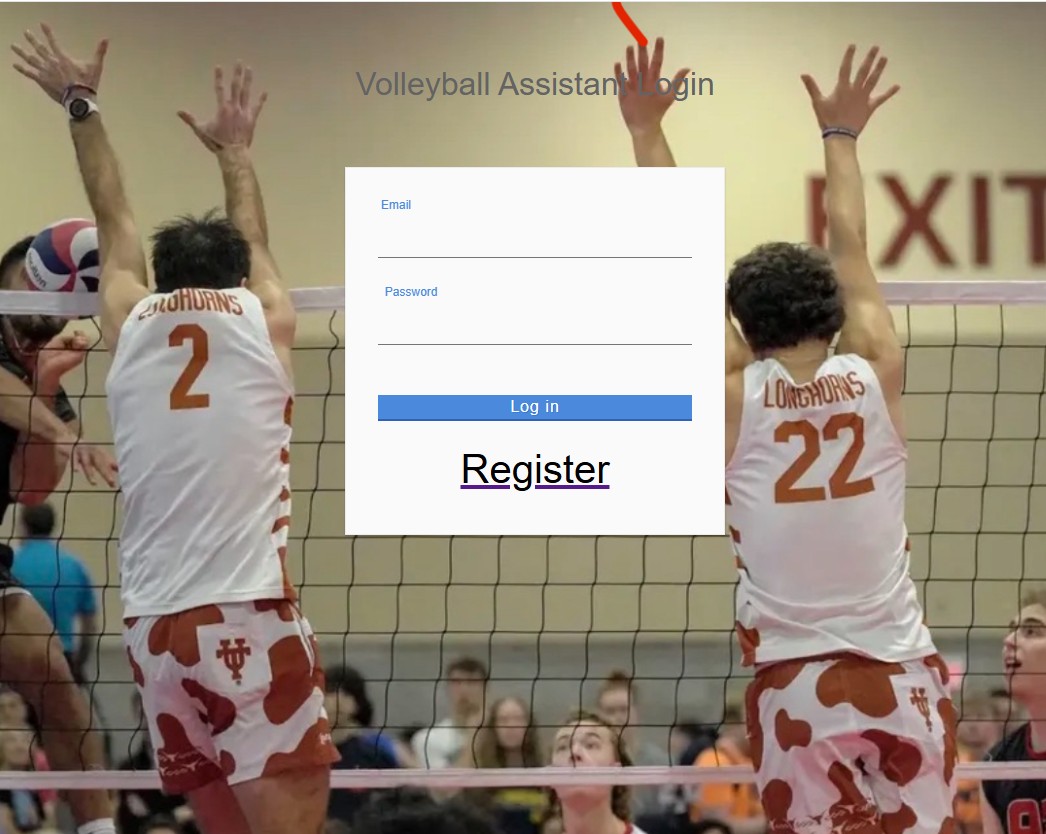 Volleyball Assistant Login
EXIT
Email
Password
LONGHORNS
2
LONGHORNS
22
Log in
Register